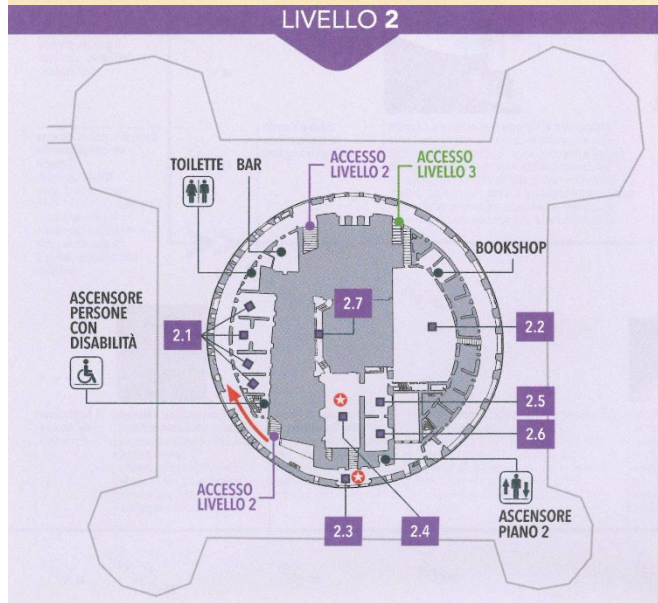 LIVELLO 2
TOILETTE
BAR
ACCESSO
LIVELLO 2
ACCESSO
LIVELLO 3
BOOKSHOP
ASCENSORE
PERSONE
CON
DISABILITÀ
2.1
2.7
2.2
2.5
2.6
ACCESSO
LIVELLO 2
2.3
2.4
ASCENSORE
PIANO 2